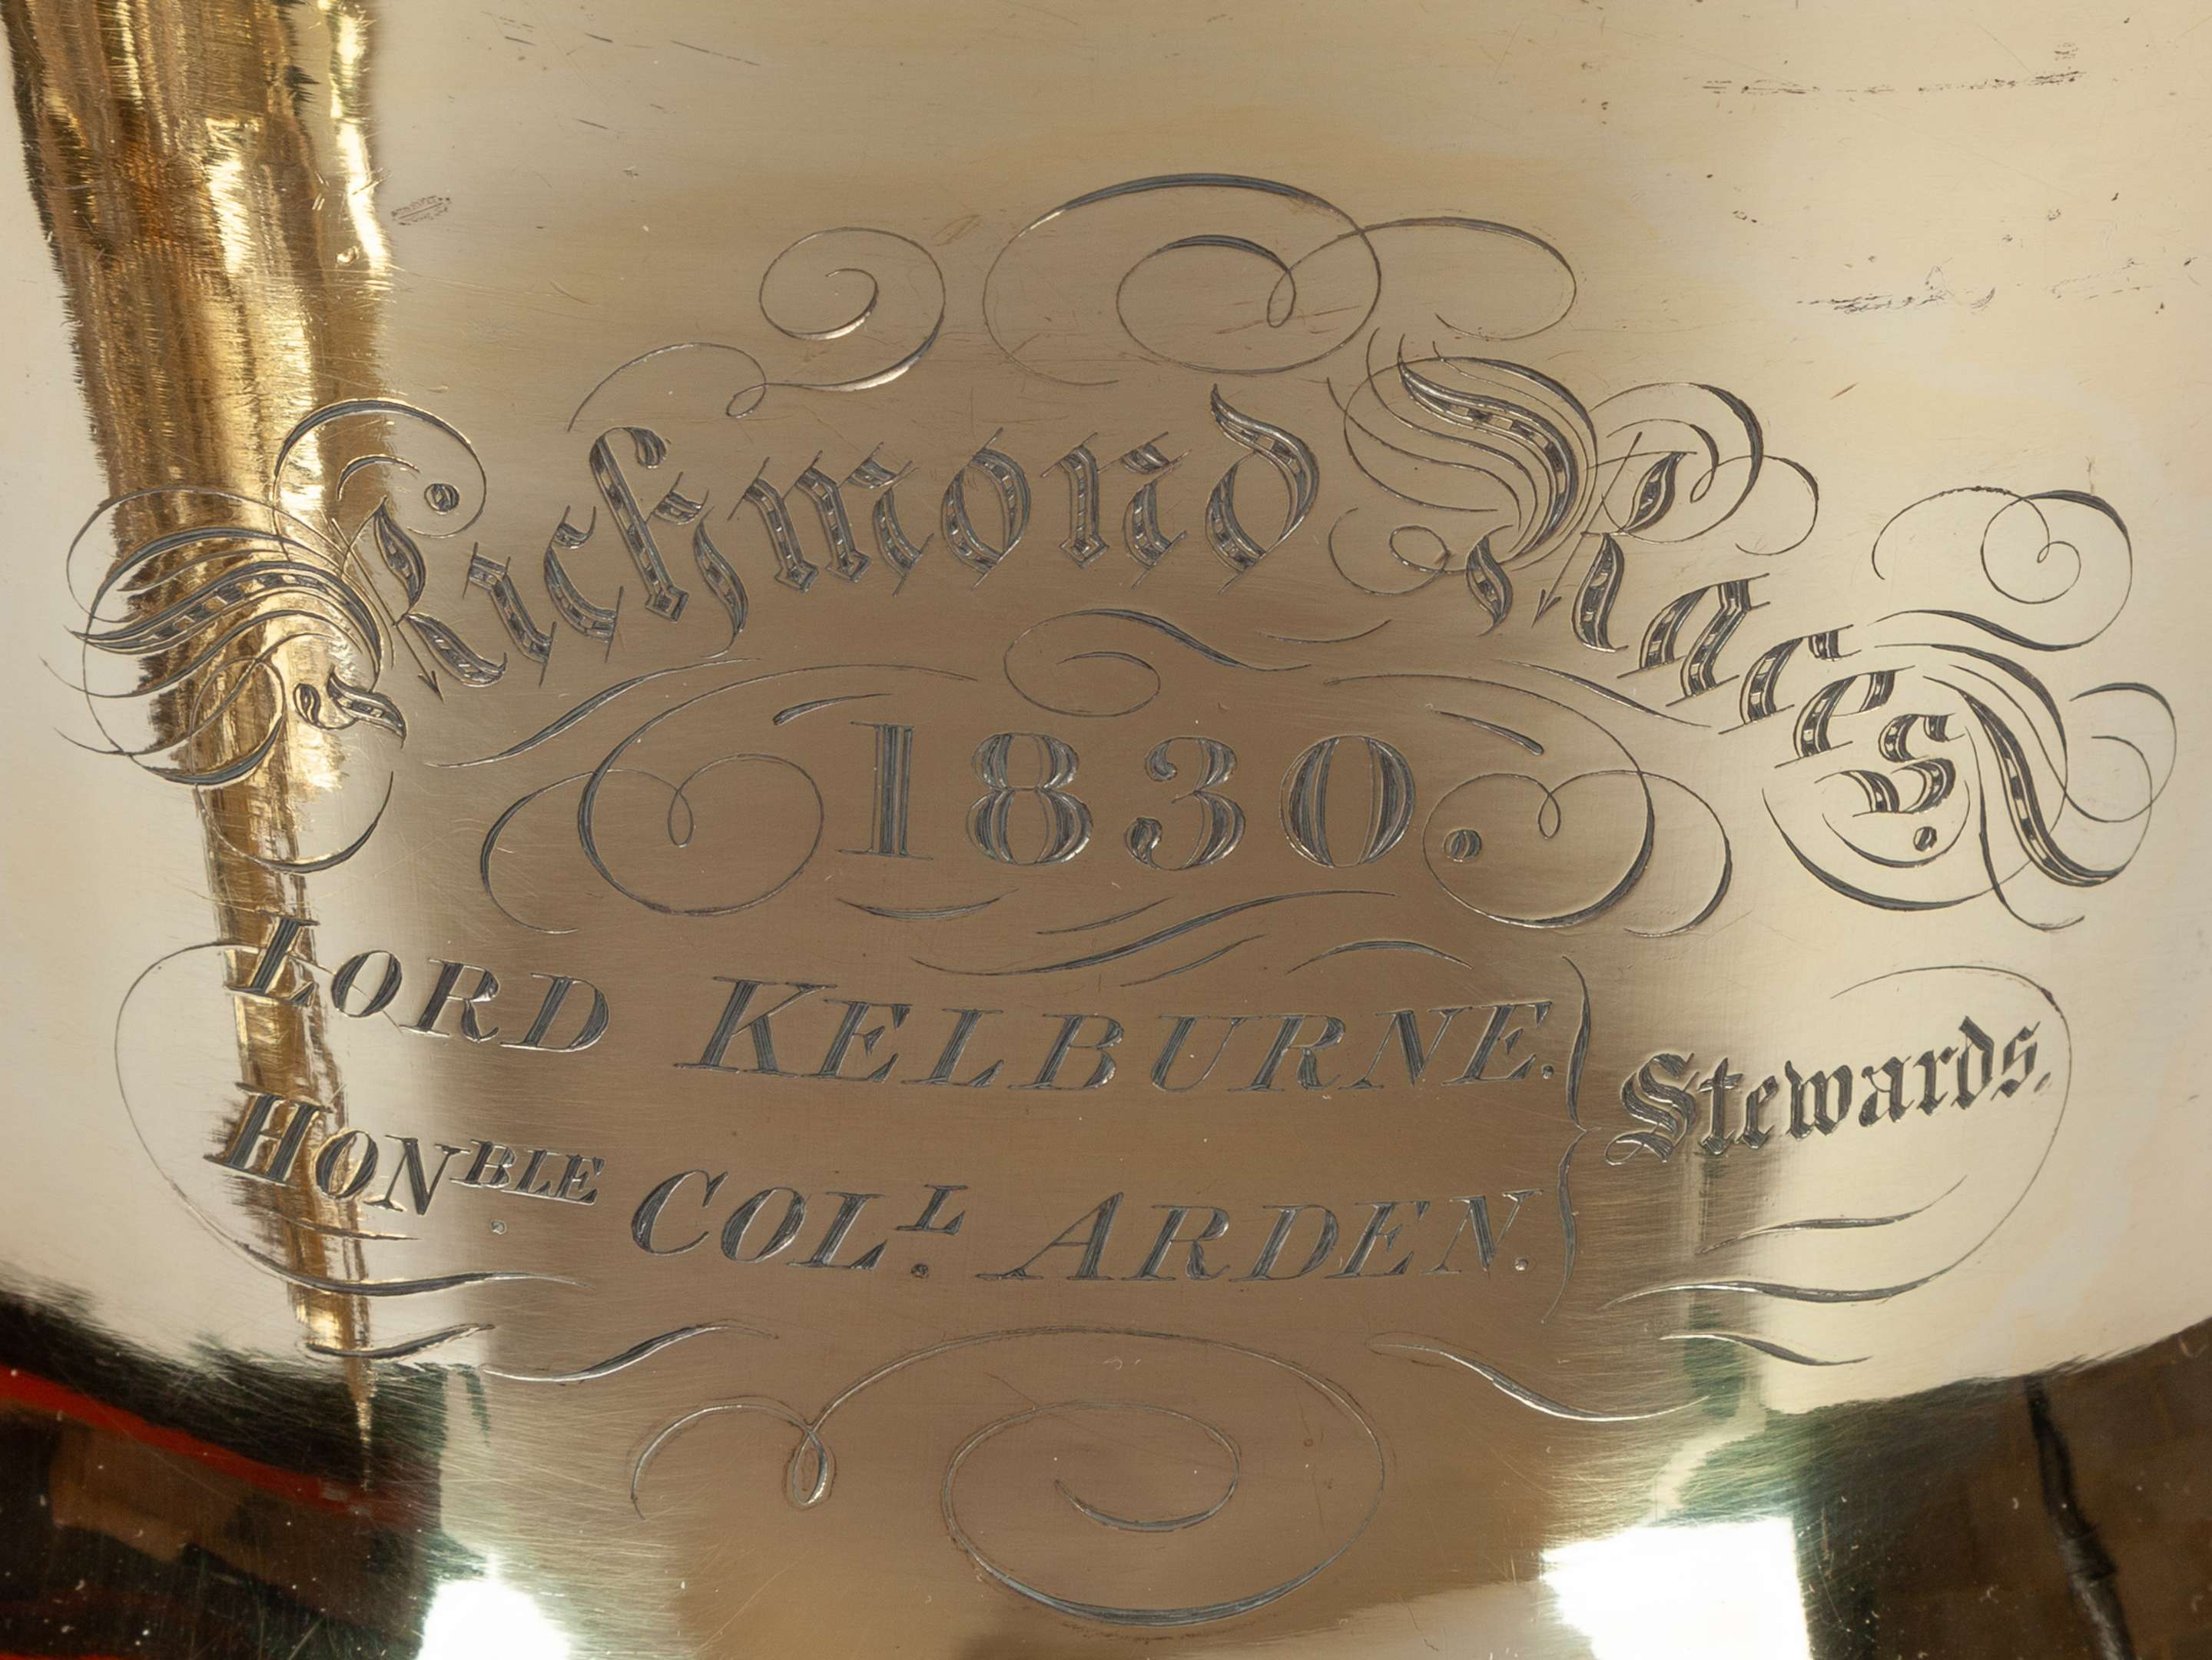 Richmond Races.
1830.
LORD KELBURNE.
HONBLE COLL. ARDEN.
Stewards,